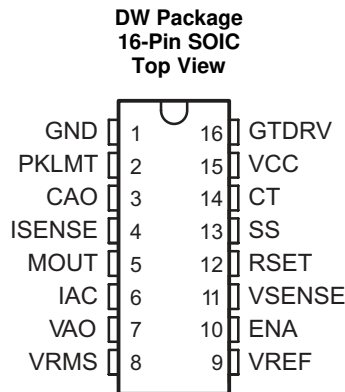 DW Package
16-Pin SOIC
Top View
GND 1 16 GTDRV
PKLMT 2 15 VCC
CAO 3 14 CT
ISENSE 4 13 SS
MOUT 5 12 RSET
IAC 6 11 VSENSE
VAO 7 10 ENA
VRMS 8 9 VREF